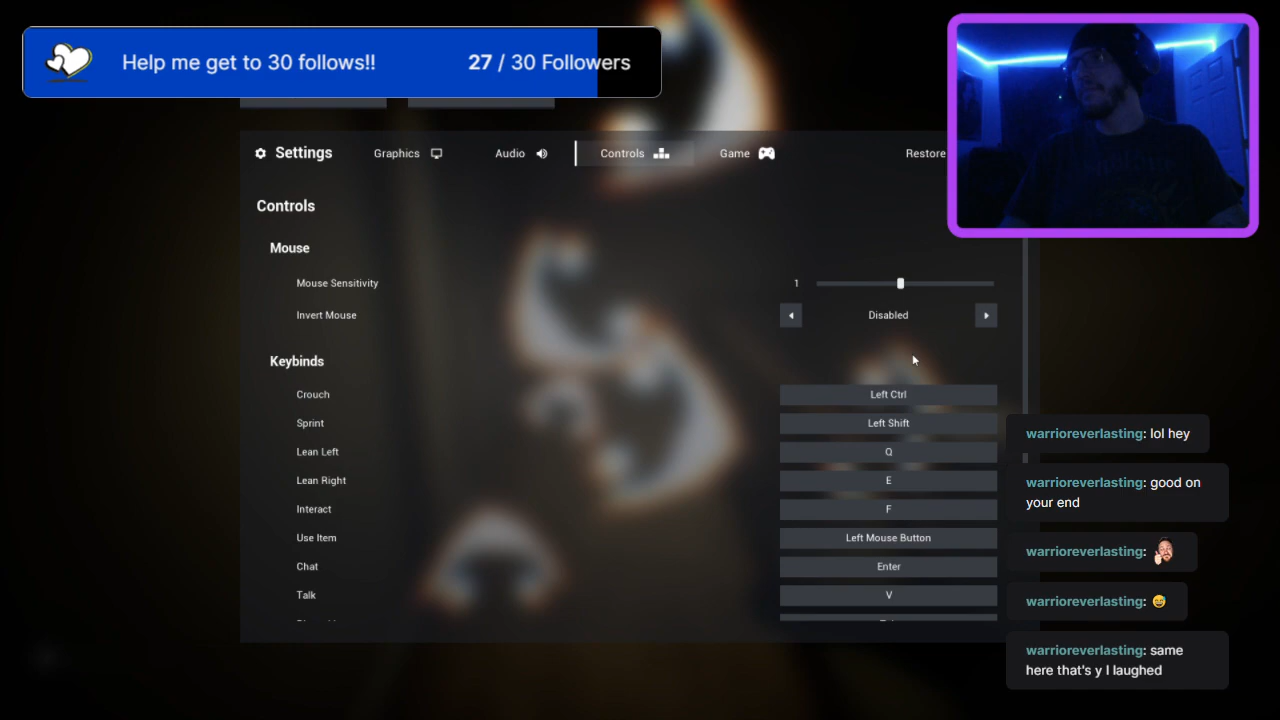 Help me get to 30 follows!! 27 / 30 Followers
Settings Graphics Audio Controls Game Restore
Controls
Mouse
Mouse Sensitivity 1
Invert Mouse Disabled
Keybinds
Crouch Left Ctrl
Sprint Left Shift
Lean Left Q
Lean Right E
Interact F
Use Item Left Mouse Button
Chat Enter
Talk V
warrioreverlasting: lol hey
warrioreverlasting: good on
your end
warrioreverlasting:
warrioreverlasting: 😅
warrioreverlasting: same
here that's y I laughed